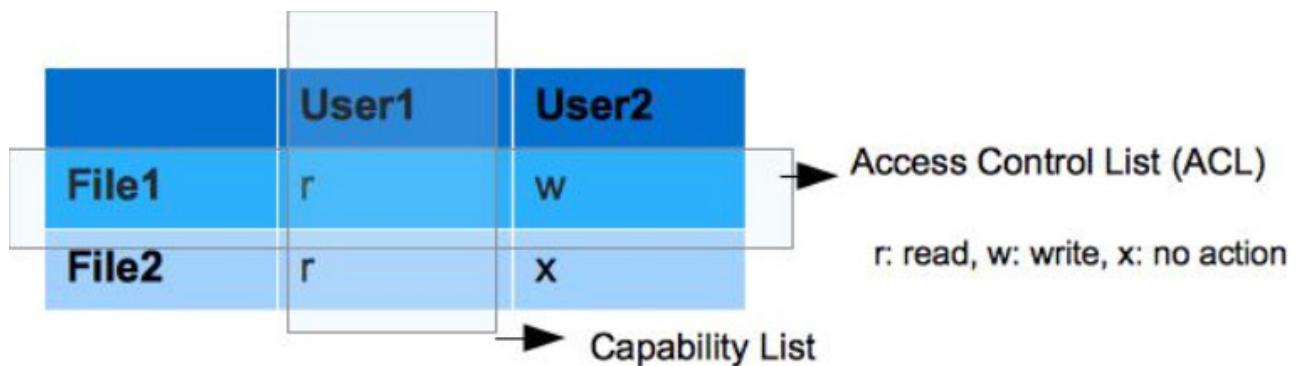 User1 User2
File1 r w
Access Control List (ACL)
File2 r x
r: read, w: write, x: no action
Capability List